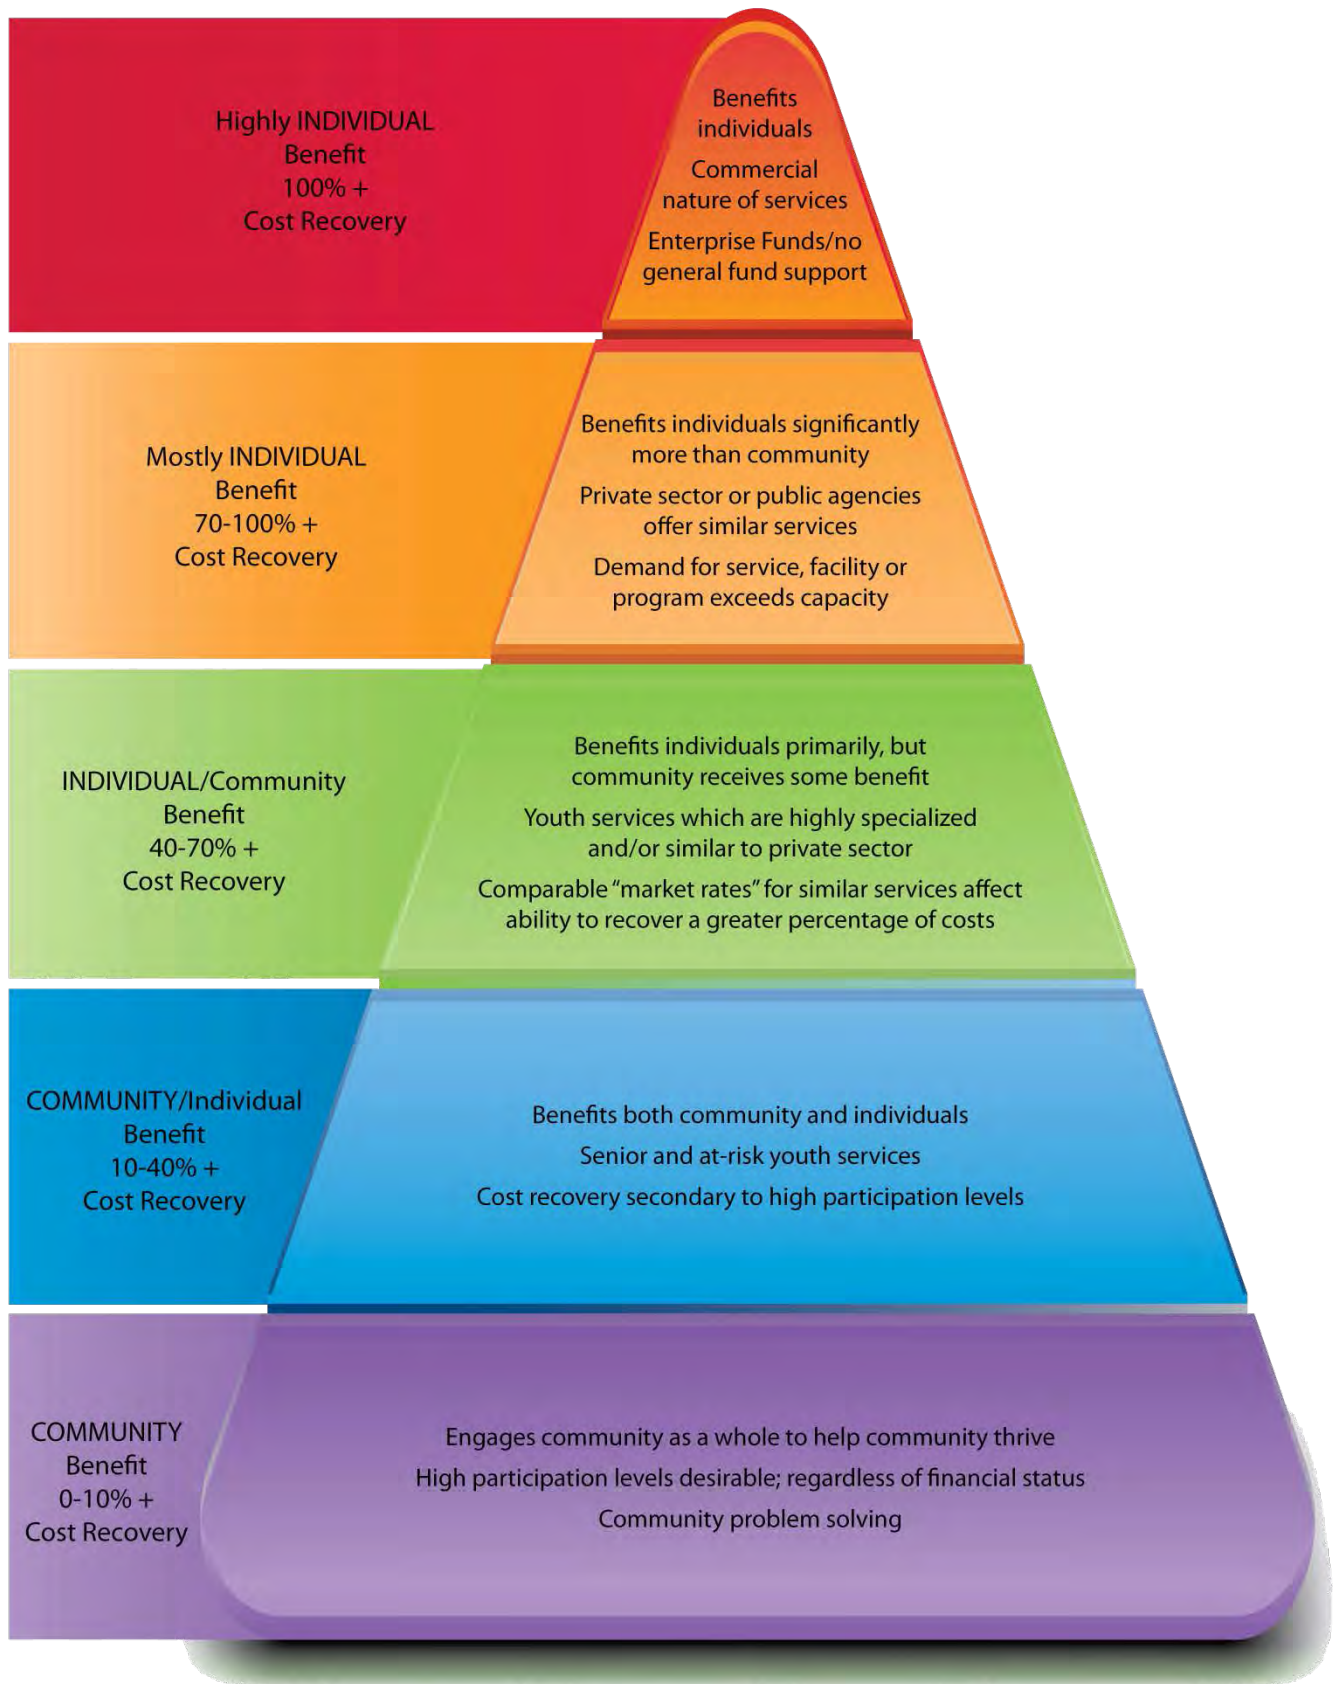 Highly INDIVIDUAL
Benefit
100% +
Cost Recovery
Benefits
individuals
Commercial
nature of services
Enterprise Funds/no
general fund support
Mostly INDIVIDUAL
Benefit
70-100% +
Cost Recovery
Benefits individuals significantly
more than community
Private sector or public agencies
offer similar services
Demand for service, facility or
program exceeds capacity
INDIVIDUAL/Community
Benefit
40-70% +
Cost Recovery
Benefits individuals primarily, but
community receives some benefit
Youth services which are highly specialized
and/or similar to private sector
Comparable “market rates” for similar services affect
ability to recover a greater percentage of costs
COMMUNITY/Individual
Benefit
10-40% +
Cost Recovery
Benefits both community and individuals
Senior and at-risk youth services
Cost recovery secondary to high participation levels
COMMUNITY
Benefit
0-10% +
Cost Recovery
Engages community as a whole to help community thrive
High participation levels desirable; regardless of financial status
Community problem solving